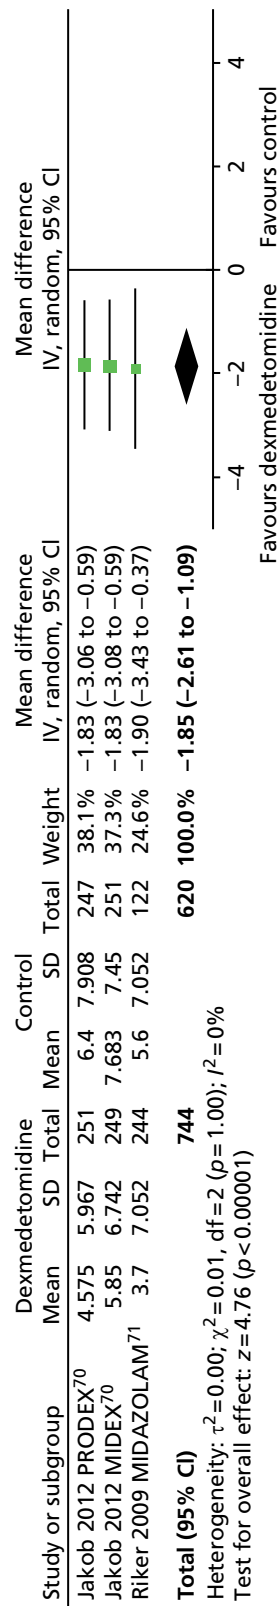 Dexmedetomidine Control Mean difference Mean difference
Study or subgroup Mean SD Total Mean SD Total Weight IV, random, 95% CI IV, random, 95% CI
Jakob 2012 PRODEX70 4.575 5.967 251 6.4 7.908 247 38.1% −1.83 (−3.06 to −0.59)
Jakob 2012 MIDEX70 5.85 6.742 249 7.683 7.45 251 37.3% −1.83 (−3.08 to −0.59)
Riker 2009 MIDAZOLAM71 3.7 7.052 244 5.6 7.052 122 24.6% −1.90 (−3.43 to −0.37)
Total (95% CI) 744 620 100.0% −1.85 (−2.61 to −1.09)
Heterogeneity: τ2=0.00; χ2=0.01, df=2 (p=1.00); I2=0%
Test for overall effect: z=4.76 (p<0.00001)
−4 −2 0 2 4
Favours dexmedetomidine Favours control